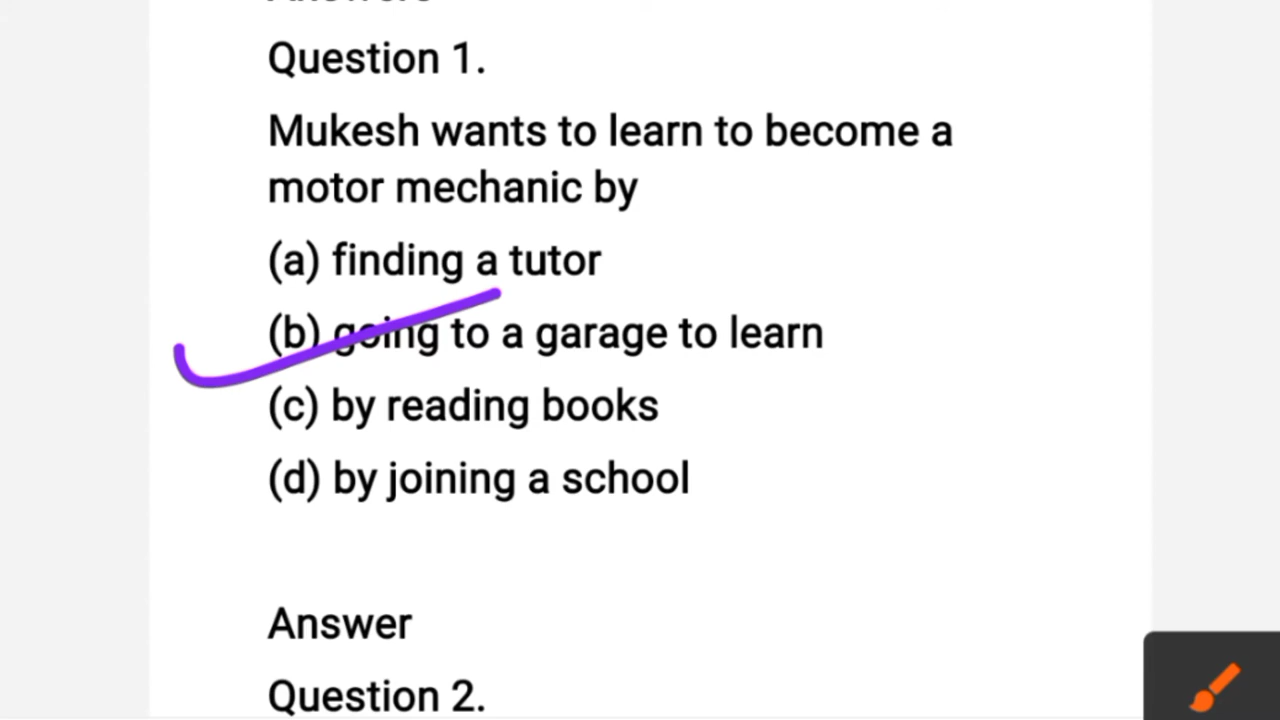 Question 1.
Mukesh wants to learn to become a
motor mechanic by
(a) finding a tutor
(b) going to a garage to learn
(c) by reading books
(d) by joining a school
Answer
Question 2.